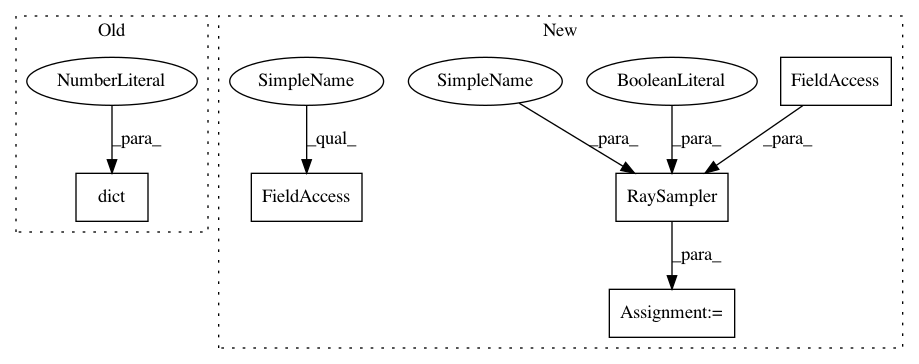 Old
New
NumberLiteral
SimpleName
SimpleName
BooleanLiteral
FieldAccess
_para_
_qual_
_para_
_para_
_para_
dict
FieldAccess
RaySampler
_para_
Assignment:=